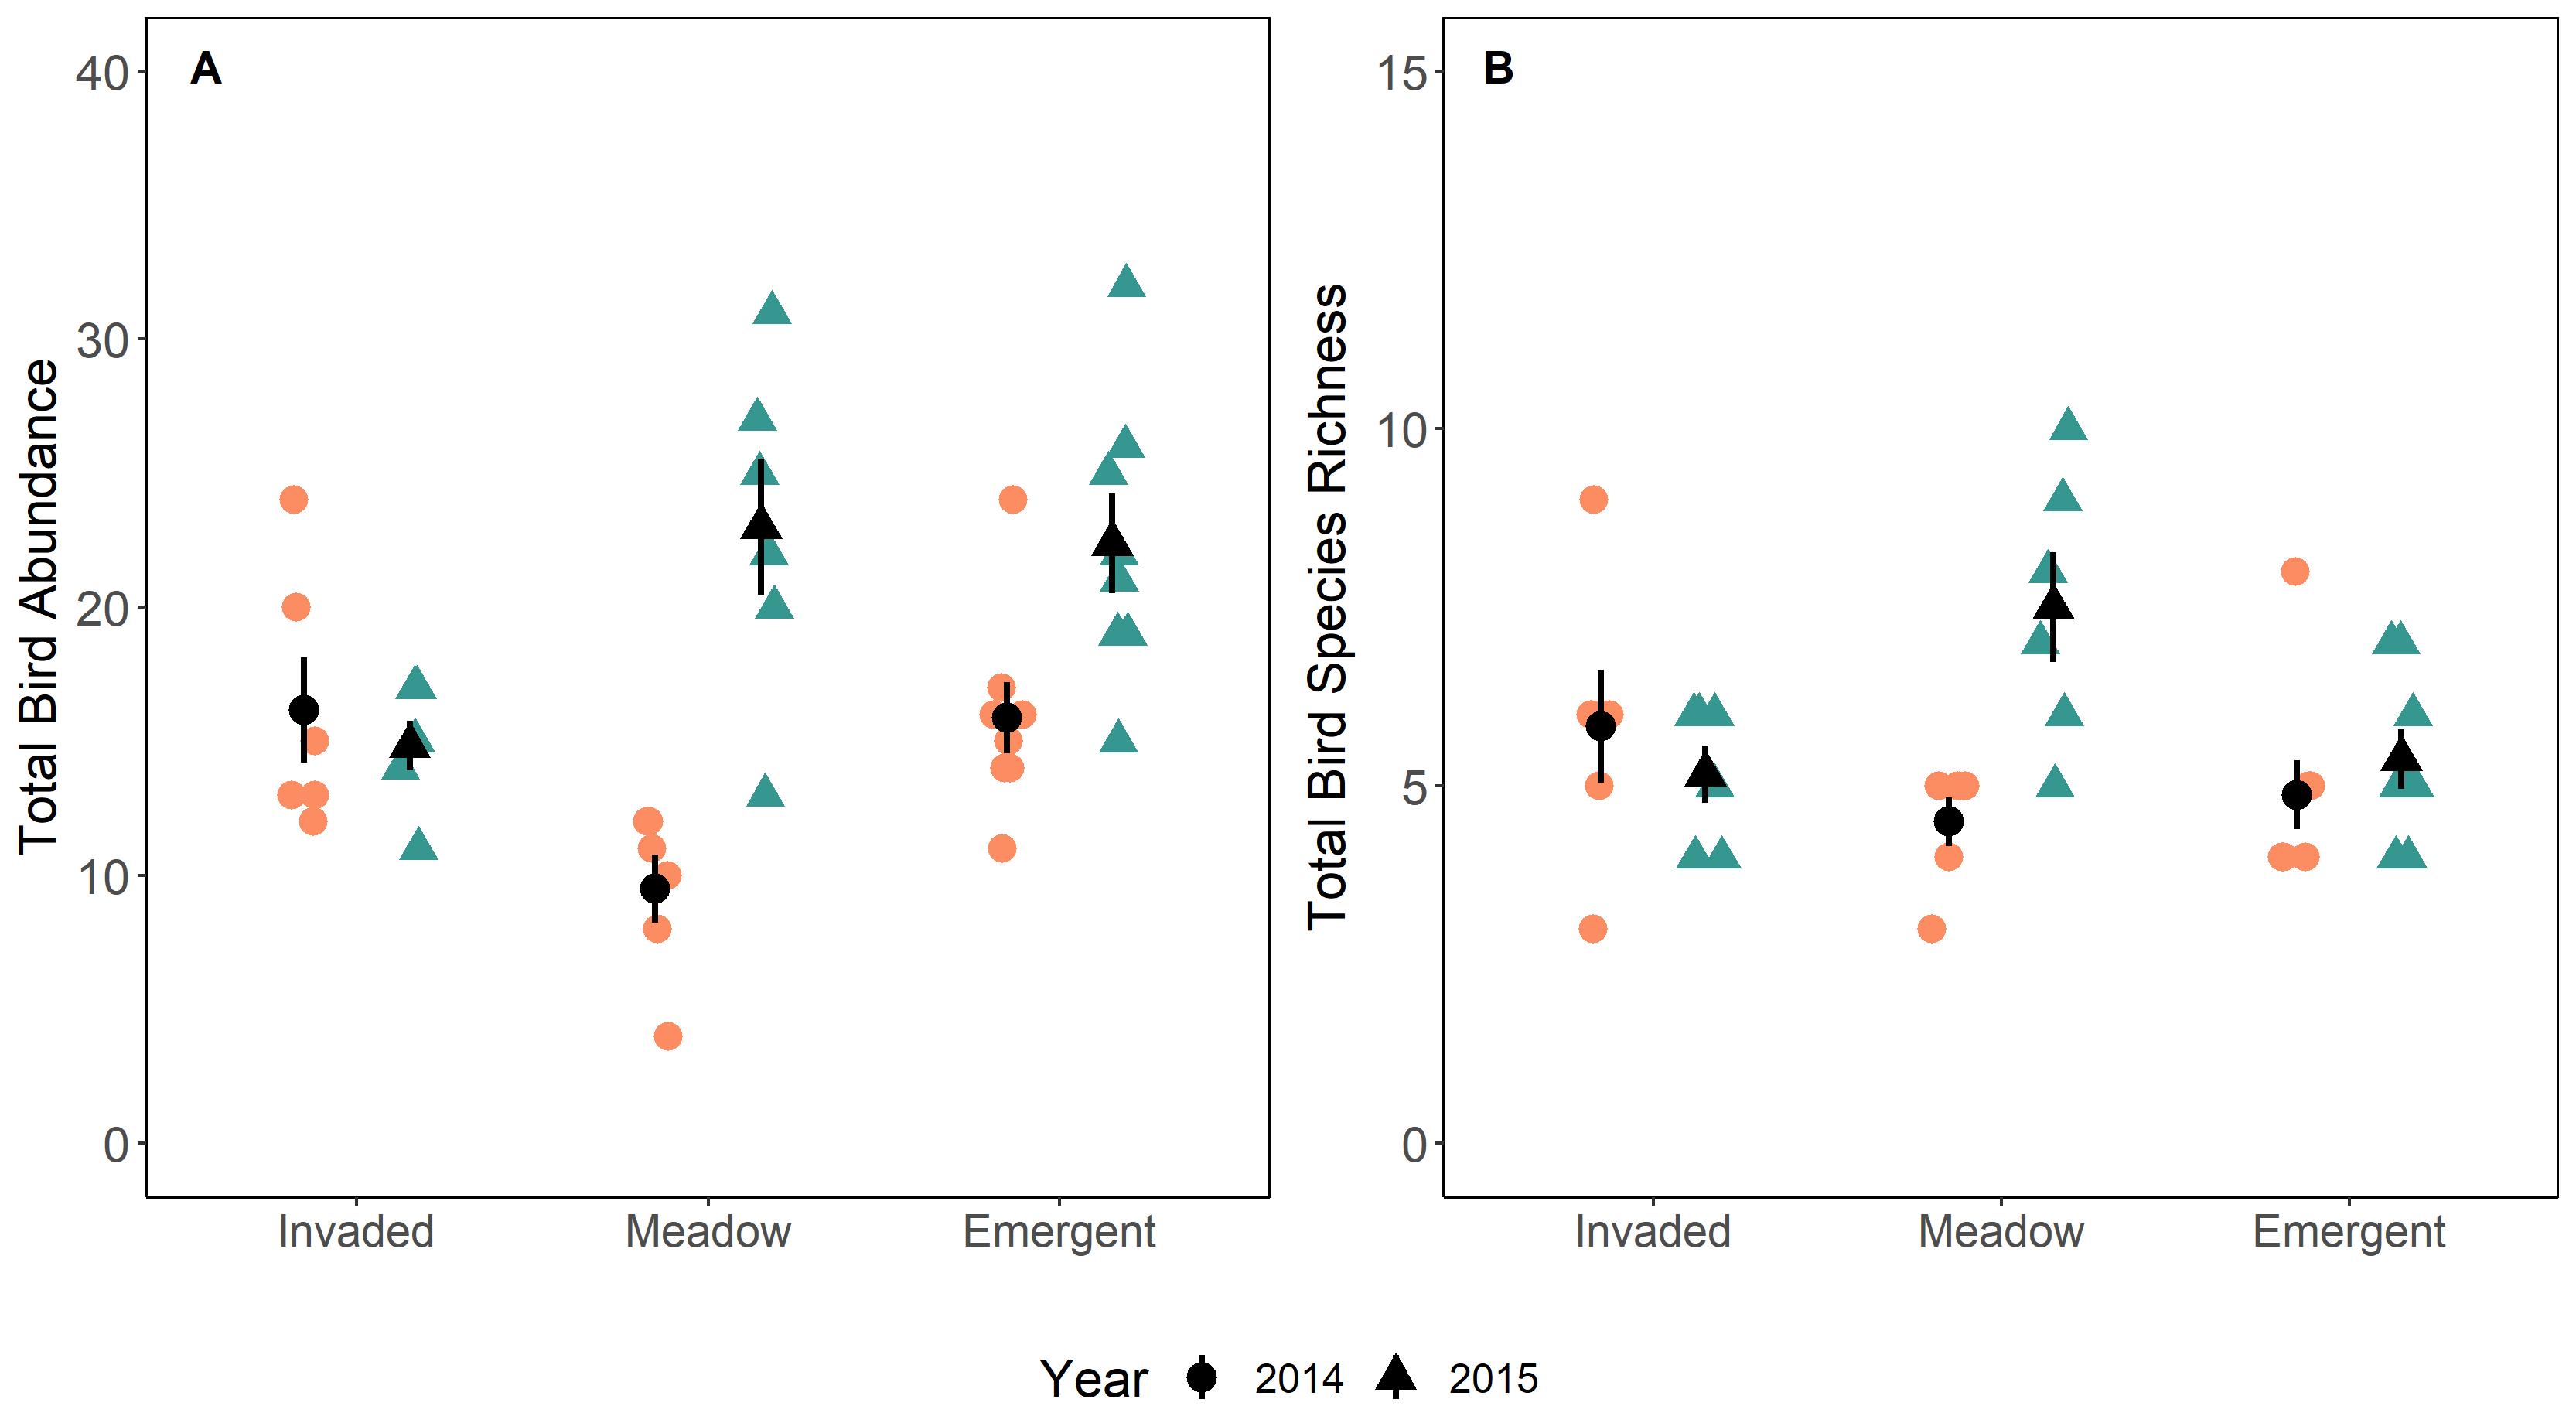 A
Total Bird Abundance
40
30
20
10
0
Invaded Meadow Emergent
B
Total Bird Species Richness
15
10
5
0
Invaded Meadow Emergent
Year 2014 2015